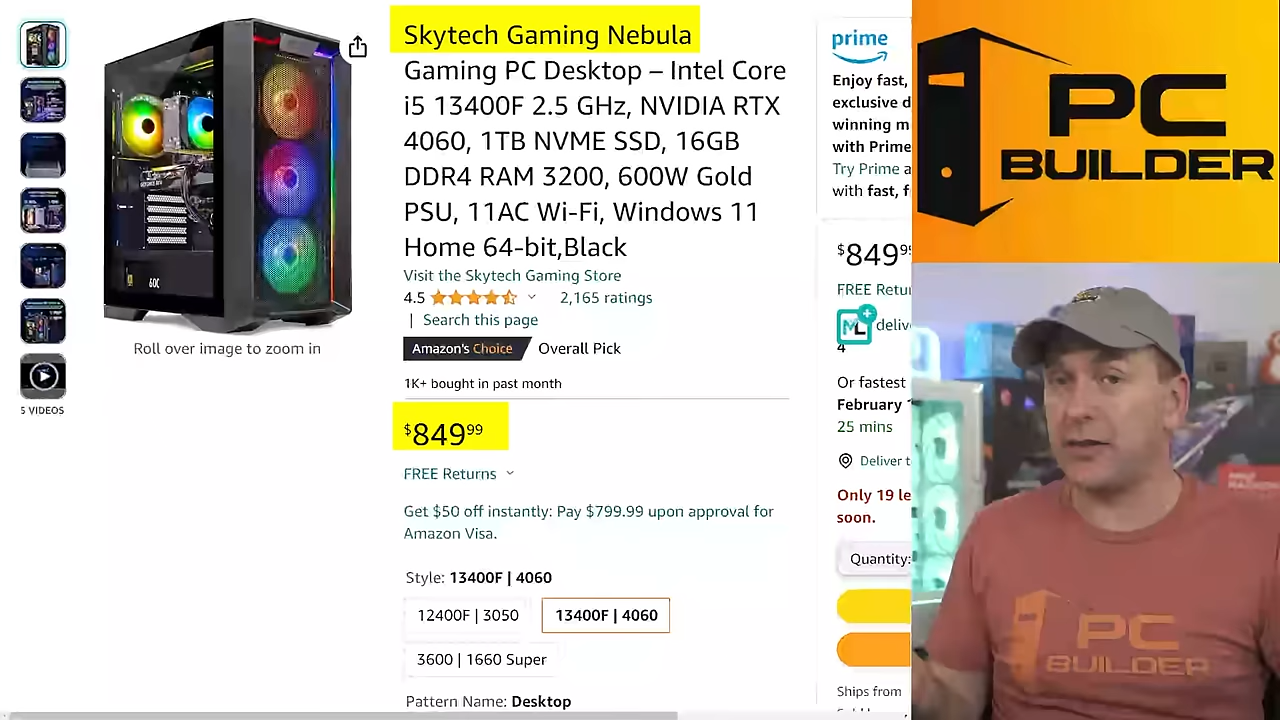 Skytech Gaming Nebula
Gaming PC Desktop – Intel Core
i5 13400F 2.5 GHz, NVIDIA RTX
4060, 1TB NVME SSD, 16GB
DDR4 RAM 3200, 600W Gold
PSU, 11AC Wi-Fi, Windows 11
Home 64-bit,Black
Visit the Skytech Gaming Store
4.5 2,165 ratings
| Search this page
Amazon's Choice Overall Pick
1K+ bought in past month
$849.99
FREE Returns
Get $50 off instantly: Pay $799.99 upon approval for
Amazon Visa.
Style: 13400F | 4060
12400F | 3050 13400F | 4060
3600 | 1660 Super
Pattern Name: Desktop
Roll over image to zoom in
5 VIDEOS
prime
Enjoy fast,
exclusive
winning
with Prime
Try Prime
with fast,
$849
FREE
ML
4
Or fastest
February
25 mins
Deliver
Only 19
soon.
Quantity:
Ships from
PC
BUILDER
PC
BUILDER